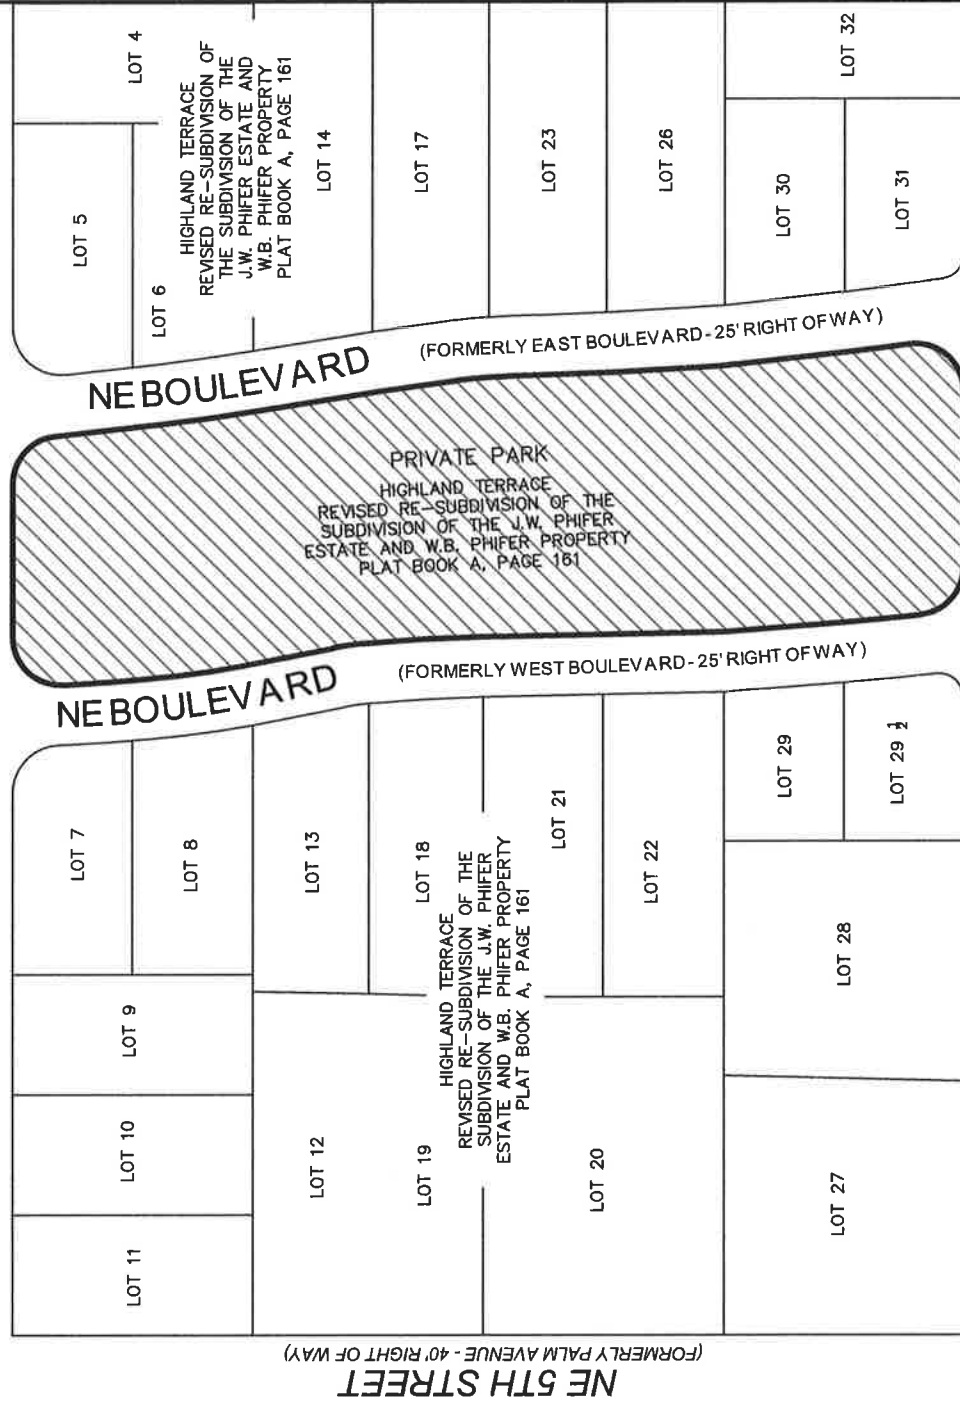 LOT 4
LOT 5
LOT 6
HIGHLAND TERRACE
REVISED RE-SUBDIVISION OF
THE SUBDIVISION OF THE
J.W. PHIFER ESTATE AND
W.B. PHIFER PROPERTY
PLAT BOOK A, PAGE 161
LOT 14
LOT 17
LOT 23
LOT 26
LOT 30
LOT 31
LOT 32
NE BOULEVARD
(FORMERLY EAST BOULEVARD - 25' RIGHT OF WAY)
PRIVATE PARK
HIGHLAND TERRACE
REVISED RE-SUBDIVISION OF THE
SUBDIVISION OF THE J.W. PHIFER
ESTATE AND W.B. PHIFER PROPERTY
PLAT BOOK A, PAGE 161
NE BOULEVARD
(FORMERLY WEST BOULEVARD - 25' RIGHT OF WAY)
LOT 7
LOT 8
LOT 13
LOT 18
LOT 21
LOT 22
LOT 29
LOT 29 1/2
LOT 9
LOT 10
LOT 11
HIGHLAND TERRACE
REVISED RE-SUBDIVISION OF THE
SUBDIVISION OF THE J.W. PHIFER
ESTATE AND W.B. PHIFER PROPERTY
PLAT BOOK A, PAGE 161
LOT 12
LOT 19
LOT 20
LOT 28
LOT 27
NE 5TH STREET
(FORMERLY PALM AVENUE - 40' RIGHT OF WAY)